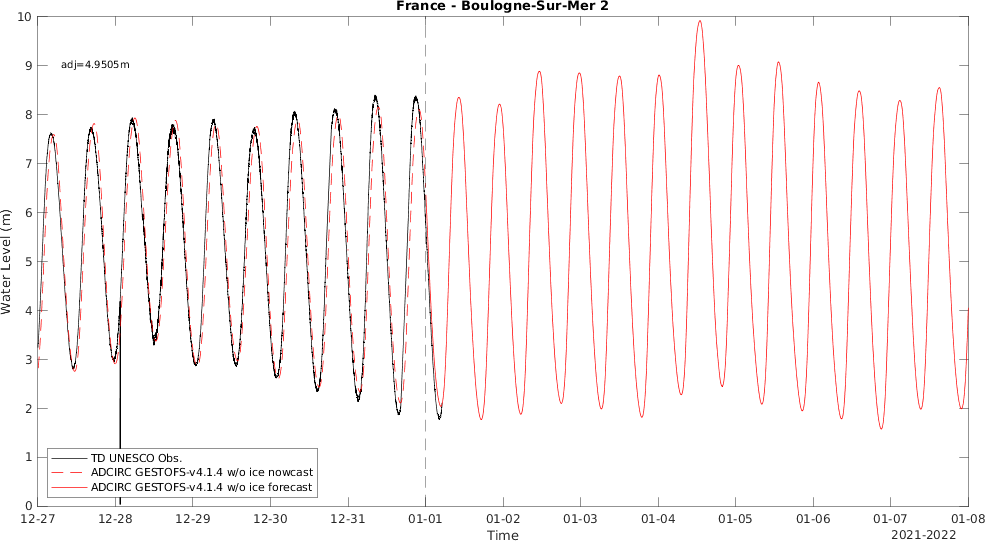 France - Boulogne-Sur-Mer 2
10
9
8
7
6
5
4
3
2
1
0
Water Level (m)
adj=4.9505m
TD UNESCO Obs.
ADCIRC GESTOFS-v4.1.4 w/o ice nowcast
ADCIRC GESTOFS-v4.1.4 w/o ice forecast
12-27 12-28 12-29 12-30 12-31 01-01 01-02 01-03 01-04 01-05 01-06 01-07 01-08
Time
2021-2022